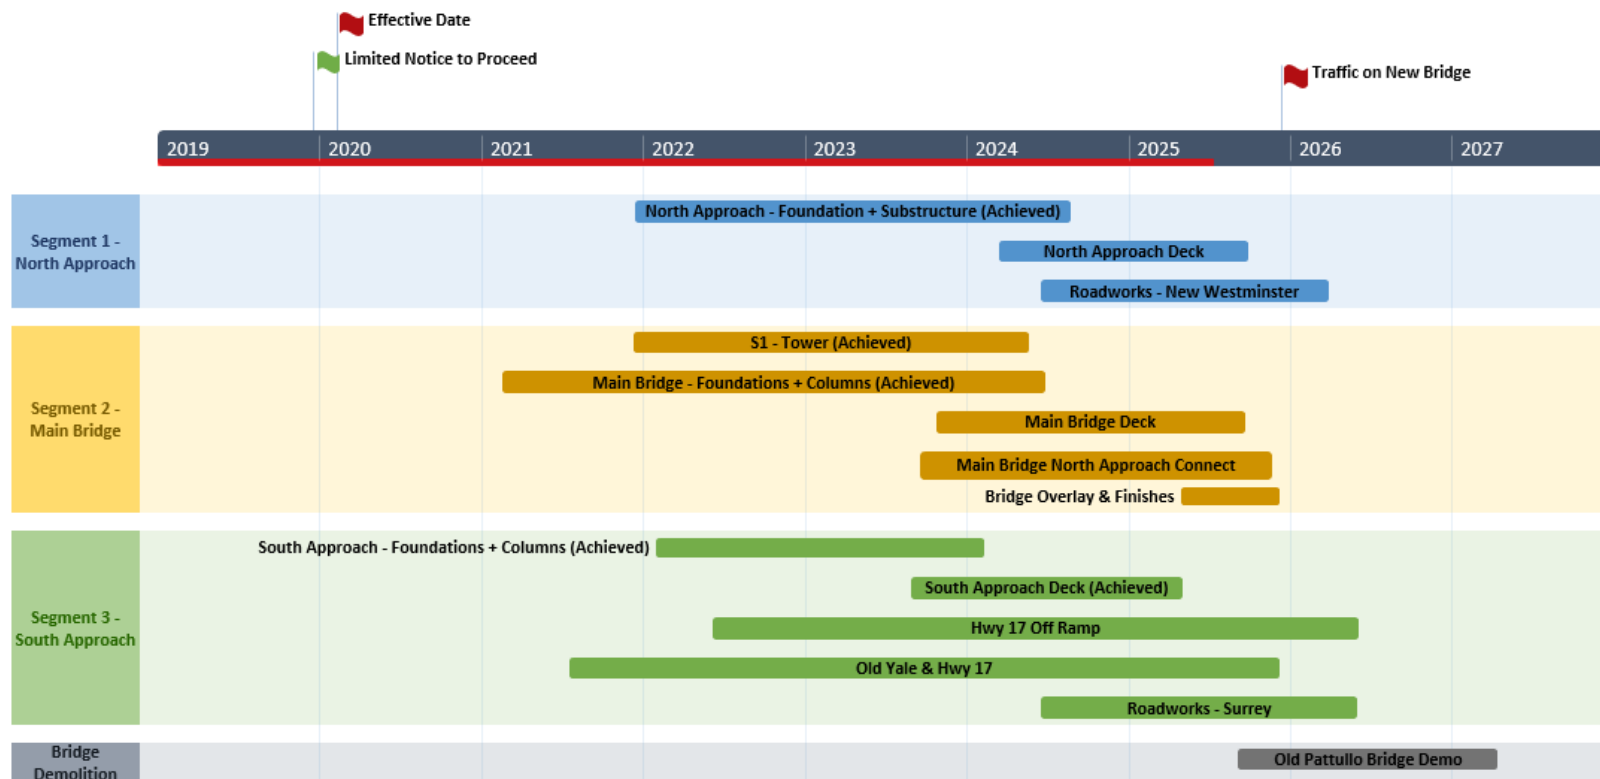 Effective Date
Limited Notice to Proceed
Traffic on New Bridge
2019 2020 2021 2022 2023 2024 2025 2026 2027
Segment 1 -
North Approach
North Approach - Foundation + Substructure (Achieved)
North Approach Deck
Roadworks - New Westminster
Segment 2 -
Main Bridge
S1 - Tower (Achieved)
Main Bridge - Foundations + Columns (Achieved)
Main Bridge Deck
Main Bridge North Approach Connect
Bridge Overlay & Finishes
Segment 3 -
South Approach
South Approach - Foundations + Columns (Achieved)
South Approach Deck (Achieved)
Hwy 17 Off Ramp
Old Yale & Hwy 17
Roadworks - Surrey
Bridge
Demolition
Old Pattullo Bridge Demo